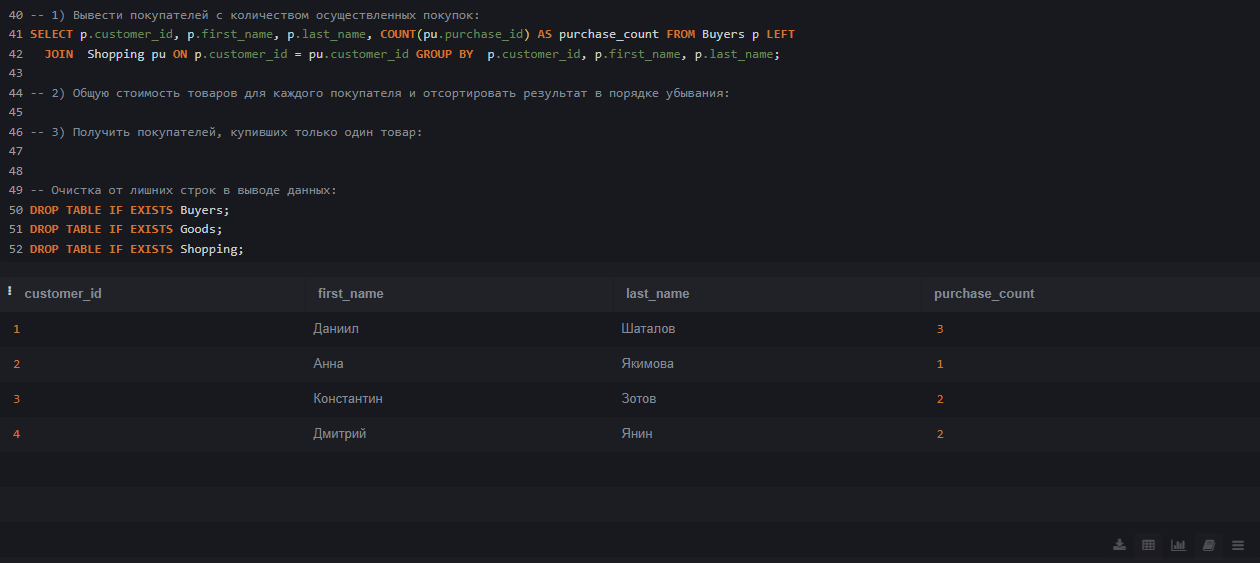 40 -- 1) Вывести покупателей с количеством осуществленных покупок:
41 SELECT p.customer_id, p.first_name, p.last_name, COUNT(pu.purchase_id) AS purchase_count FROM Buyers p LEFT
42   JOIN  Shopping pu ON p.customer_id = pu.customer_id GROUP BY  p.customer_id, p.first_name, p.last_name;
43
44 -- 2) Общую стоимость товаров для каждого покупателя и отсортировать результат в порядке убывания:
45
46 -- 3) Получить покупателей, купивших только один товар:
47
48
49 -- Очистка от лишних строк в выводе данных:
50 DROP TABLE IF EXISTS Buyers;
51 DROP TABLE IF EXISTS Goods;
52 DROP TABLE IF EXISTS Shopping;
customer_id first_name last_name purchase_count
1 Даниил Шаталов 3
2 Анна Якимова 1
3 Константин Зотов 2
4 Дмитрий Янин 2